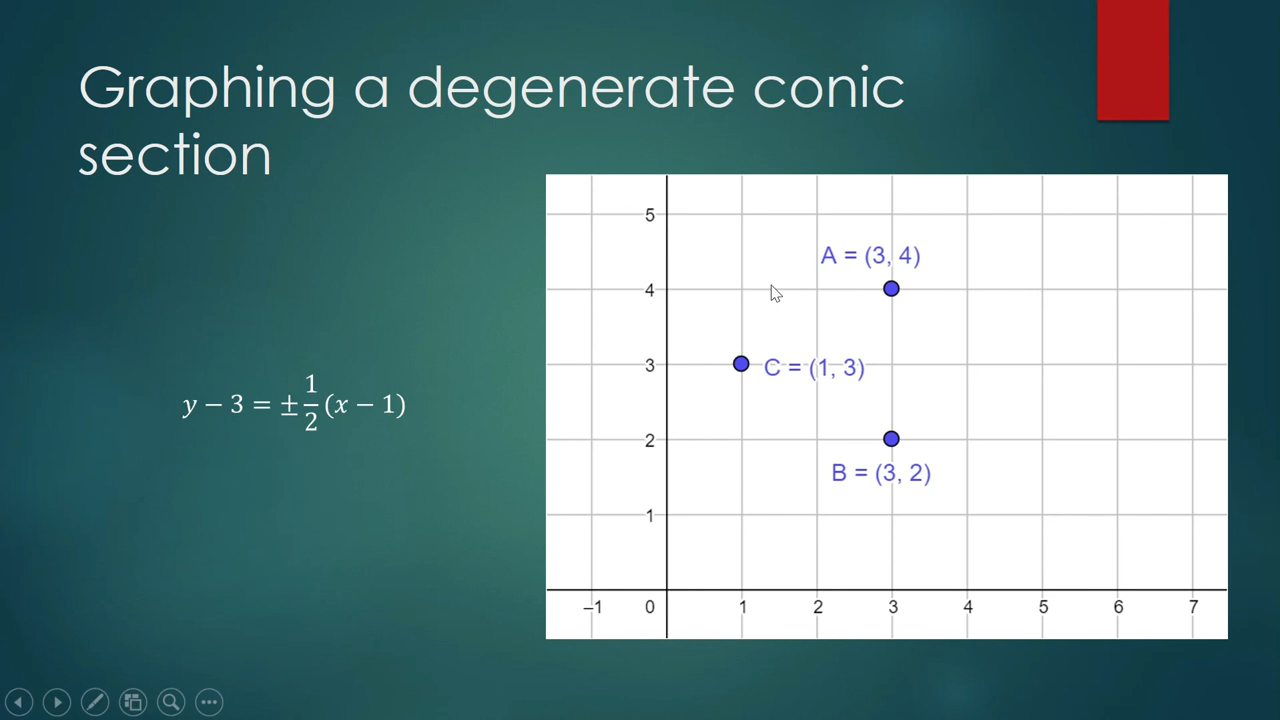 Graphing a degenerate conic
section
y − 3 = ± 1/2 (x − 1)
5
A = (3, 4)
4
3
C = (1, 3)
2
B = (3, 2)
1
–1 0 1 2 3 4 5 6 7